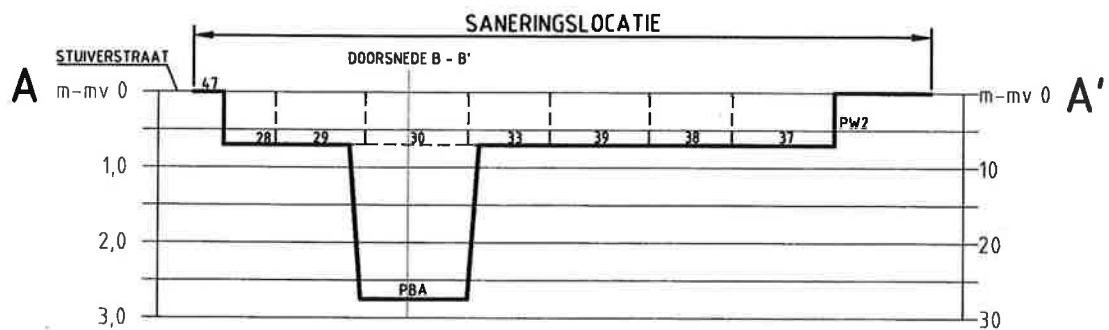 SANERINGSLOCATIE
STUIVERSTRAAT
DOORSNEDE B - B'
A
m-mv 0
47
m-mv 0
A'
PW2
28
29
30
33
39
38
37
1,0
10
2,0
20
PBA
3,0
30